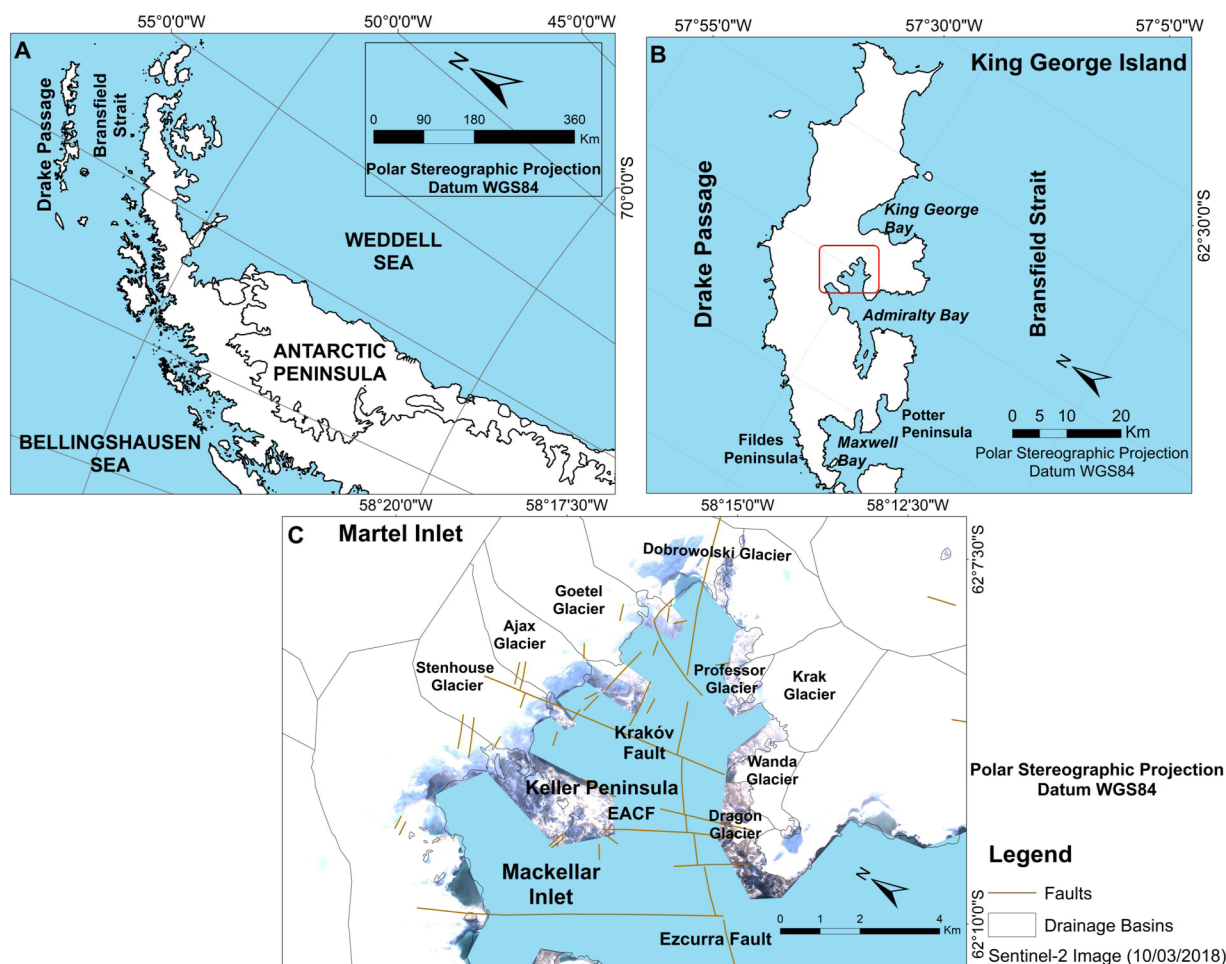 55°0'0"W
50°0'0"W
45°0'0"W
A
N
0 90 180 360
Km
Polar Stereographic Projection
Datum WGS84
Drake Passage
Bransfield
Strait
WEDDELL
SEA
70°0'0"S
ANTARCTIC
PENINSULA
BELLINGSHAUSEN
SEA
57°55'0"W
57°30'0"W
57°5'0"W
B
King George Island
Drake Passage
King George
Bay
Bransfield Strait
62°30'0"S
Admiralty Bay
N
Potter
Peninsula
0 5 10 20
Km
Fildes
Peninsula
Maxwell
Bay
Polar Stereographic Projection
Datum WGS84
58°20'0"W
58°17'30"W
58°15'0"W
58°12'30"W
C
Martel Inlet
Dobrowolski Glacier
62°7'30"S
Goetel
Glacier
Ajax
Glacier
Stenhouse
Glacier
Professor
Glacier
Krak
Glacier
Krakóv
Fault
Wanda
Glacier
Keller Peninsula
EACF
Dragon
Glacier
Mackellar
Inlet
N
0 1 2 4
Km
Ezcurra Fault
62°10'0"S
Polar Stereographic Projection
Datum WGS84
Legend
Faults
Drainage Basins
Sentinel-2 Image (10/03/2018)